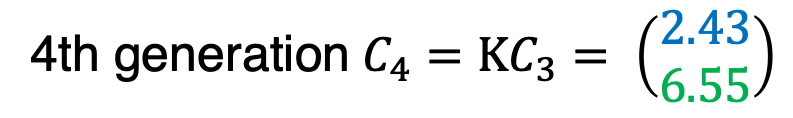 4th generation C₄ = KC₃ = (2.43
6.55)